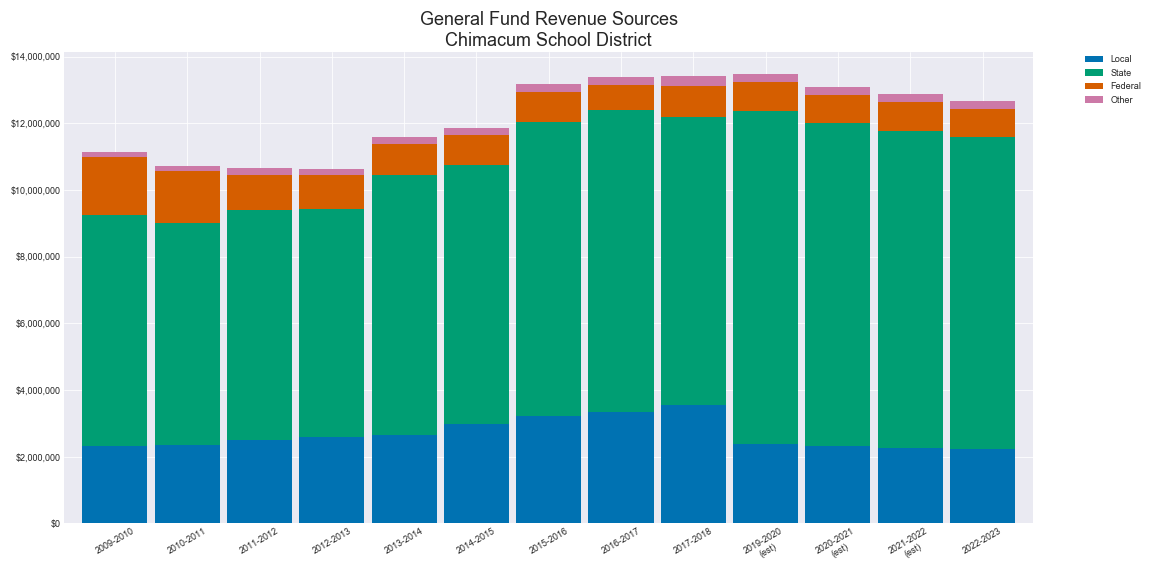 General Fund Revenue Sources
Chimacum School District
$14,000,000
$12,000,000
$10,000,000
$8,000,000
$6,000,000
$4,000,000
$2,000,000
$0
2009-2010
2010-2011
2011-2012
2012-2013
2013-2014
2014-2015
2015-2016
2016-2017
2017-2018
2019-2020
(est)
2020-2021
(est)
2021-2022
(est)
2022-2023
Local
State
Federal
Other